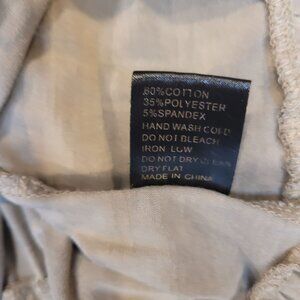 60%COTTON
35%POLYESTER
5%SPANDEX
HAND WASH COLD
DO NOT BLEACH
IRON LOW
DO NOT DRY CLEAN
DRY FLAT
MADE IN CHINA